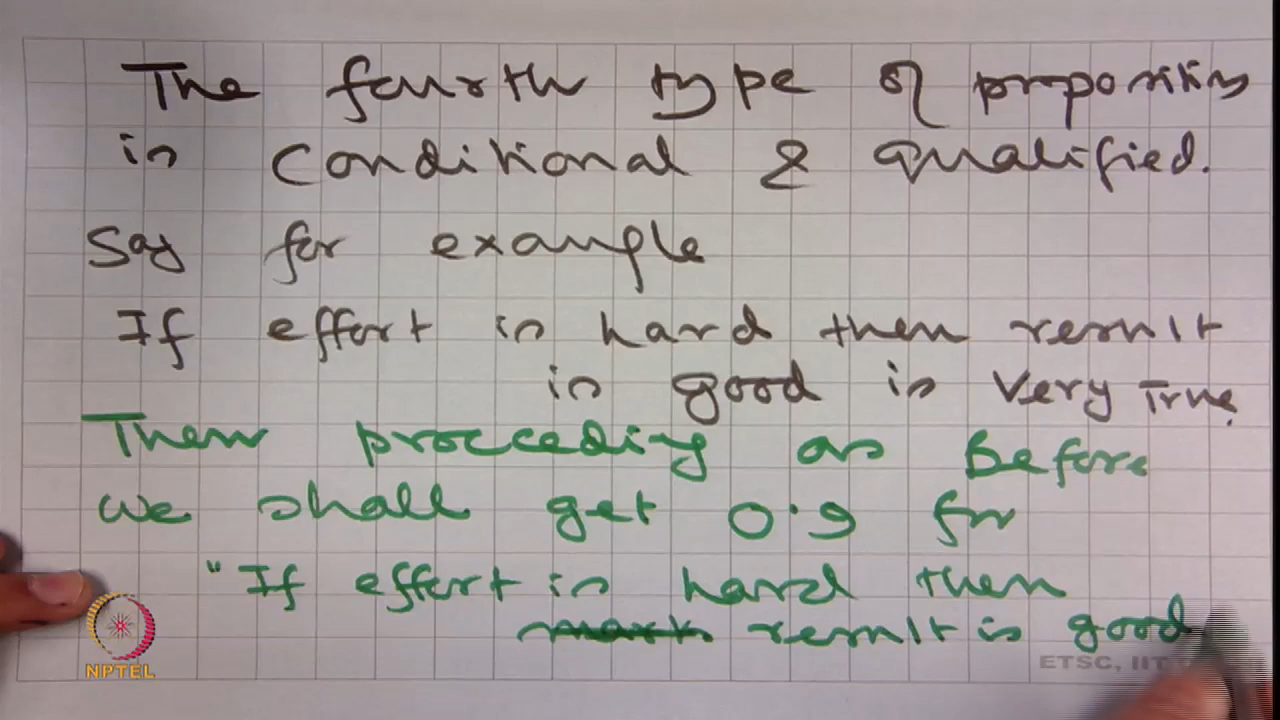 The fourth type of proposition
is Conditional & qualified.
Say for example
If effort is hard then result
is good is Very True.
Then proceeding as Before
we shall get 0.9 for
"If effort is hard then
result is good
NPTEL
ETSC, IIT